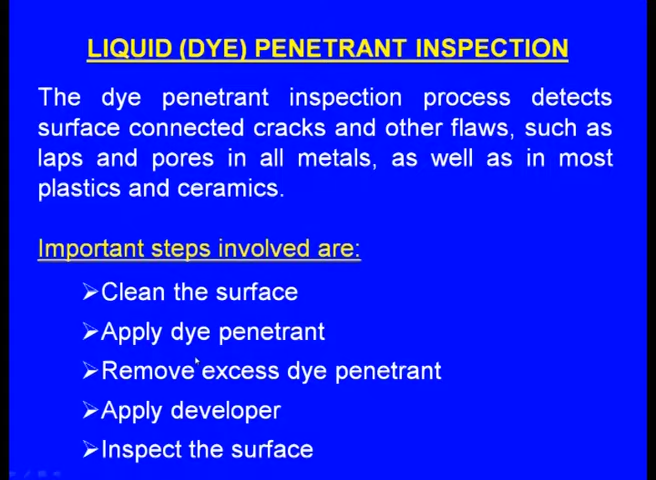 LIQUID (DYE) PENETRANT INSPECTION
The dye penetrant inspection process detects
surface connected cracks and other flaws, such as
laps and pores in all metals, as well as in most
plastics and ceramics.
Important steps involved are:
➢Clean the surface
➢Apply dye penetrant
➢Remove excess dye penetrant
➢Apply developer
➢Inspect the surface